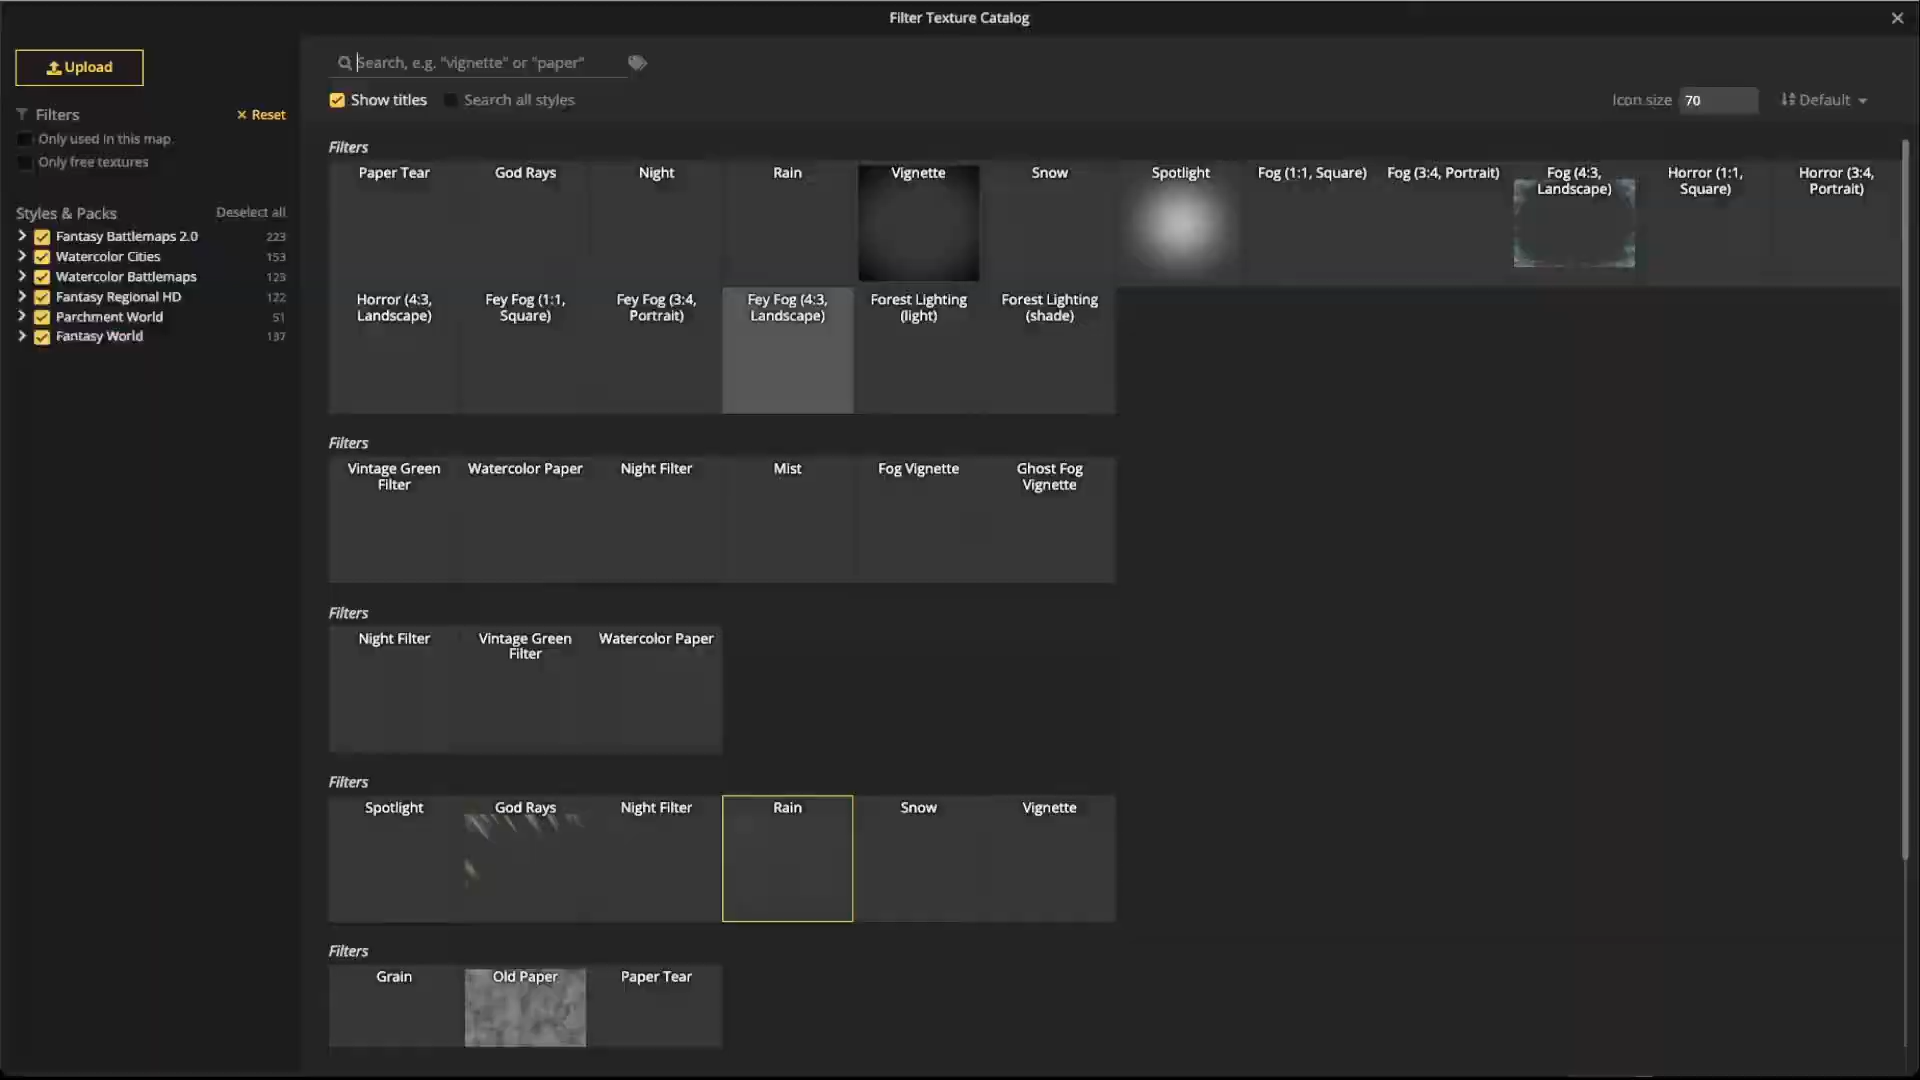 Filter Texture Catalog
Upload
Search, e.g. "vignette" or "paper"
Show titles
Search all styles
Icon size
70
Default
Filters
Reset
Only used in this map
Only free textures
Styles & Packs
Deselect all
Fantasy Battlemaps 2.0
223
Watercolor Cities
153
Watercolor Battlemaps
123
Fantasy Regional HD
122
Parchment World
51
Fantasy World
137
Filters
Paper Tear
God Rays
Night
Rain
Vignette
Snow
Spotlight
Fog (1:1, Square)
Fog (3:4, Portrait)
Fog (4:3,
Landscape)
Horror (1:1,
Square)
Horror (3:4,
Portrait)
Horror (4:3,
Landscape)
Fey Fog (1:1,
Square)
Fey Fog (3:4,
Portrait)
Fey Fog (4:3,
Landscape)
Forest Lighting
(light)
Forest Lighting
(shade)
Filters
Vintage Green
Filter
Watercolor Paper
Night Filter
Mist
Fog Vignette
Ghost Fog
Vignette
Filters
Night Filter
Vintage Green
Filter
Watercolor Paper
Filters
Spotlight
God Rays
Night Filter
Rain
Snow
Vignette
Filters
Grain
Old Paper
Paper Tear